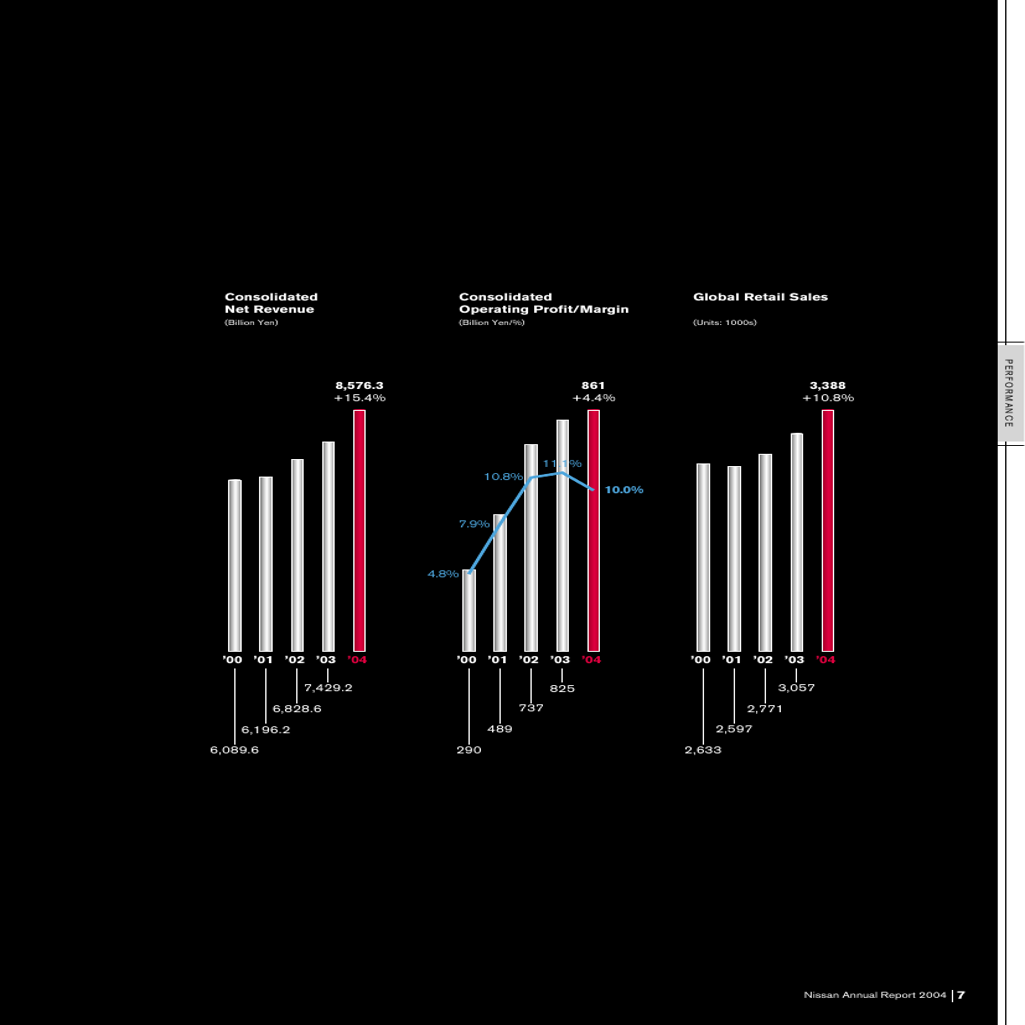 Consolidated
Net Revenue
(Billion Yen)
8,576.3
+15.4%
’00 ’01 ’02 ’03 ’04
7,429.2
6,828.6
6,196.2
6,089.6
Consolidated
Operating Profit/Margin
(Billion Yen/%)
861
+4.4%
11.1%
10.8%
10.0%
7.9%
4.8%
’00 ’01 ’02 ’03 ’04
825
737
489
290
Global Retail Sales
(Units: 1000s)
3,388
+10.8%
’00 ’01 ’02 ’03 ’04
3,057
2,771
2,597
2,633
PERFORMANCE
Nissan Annual Report 2004 | 7